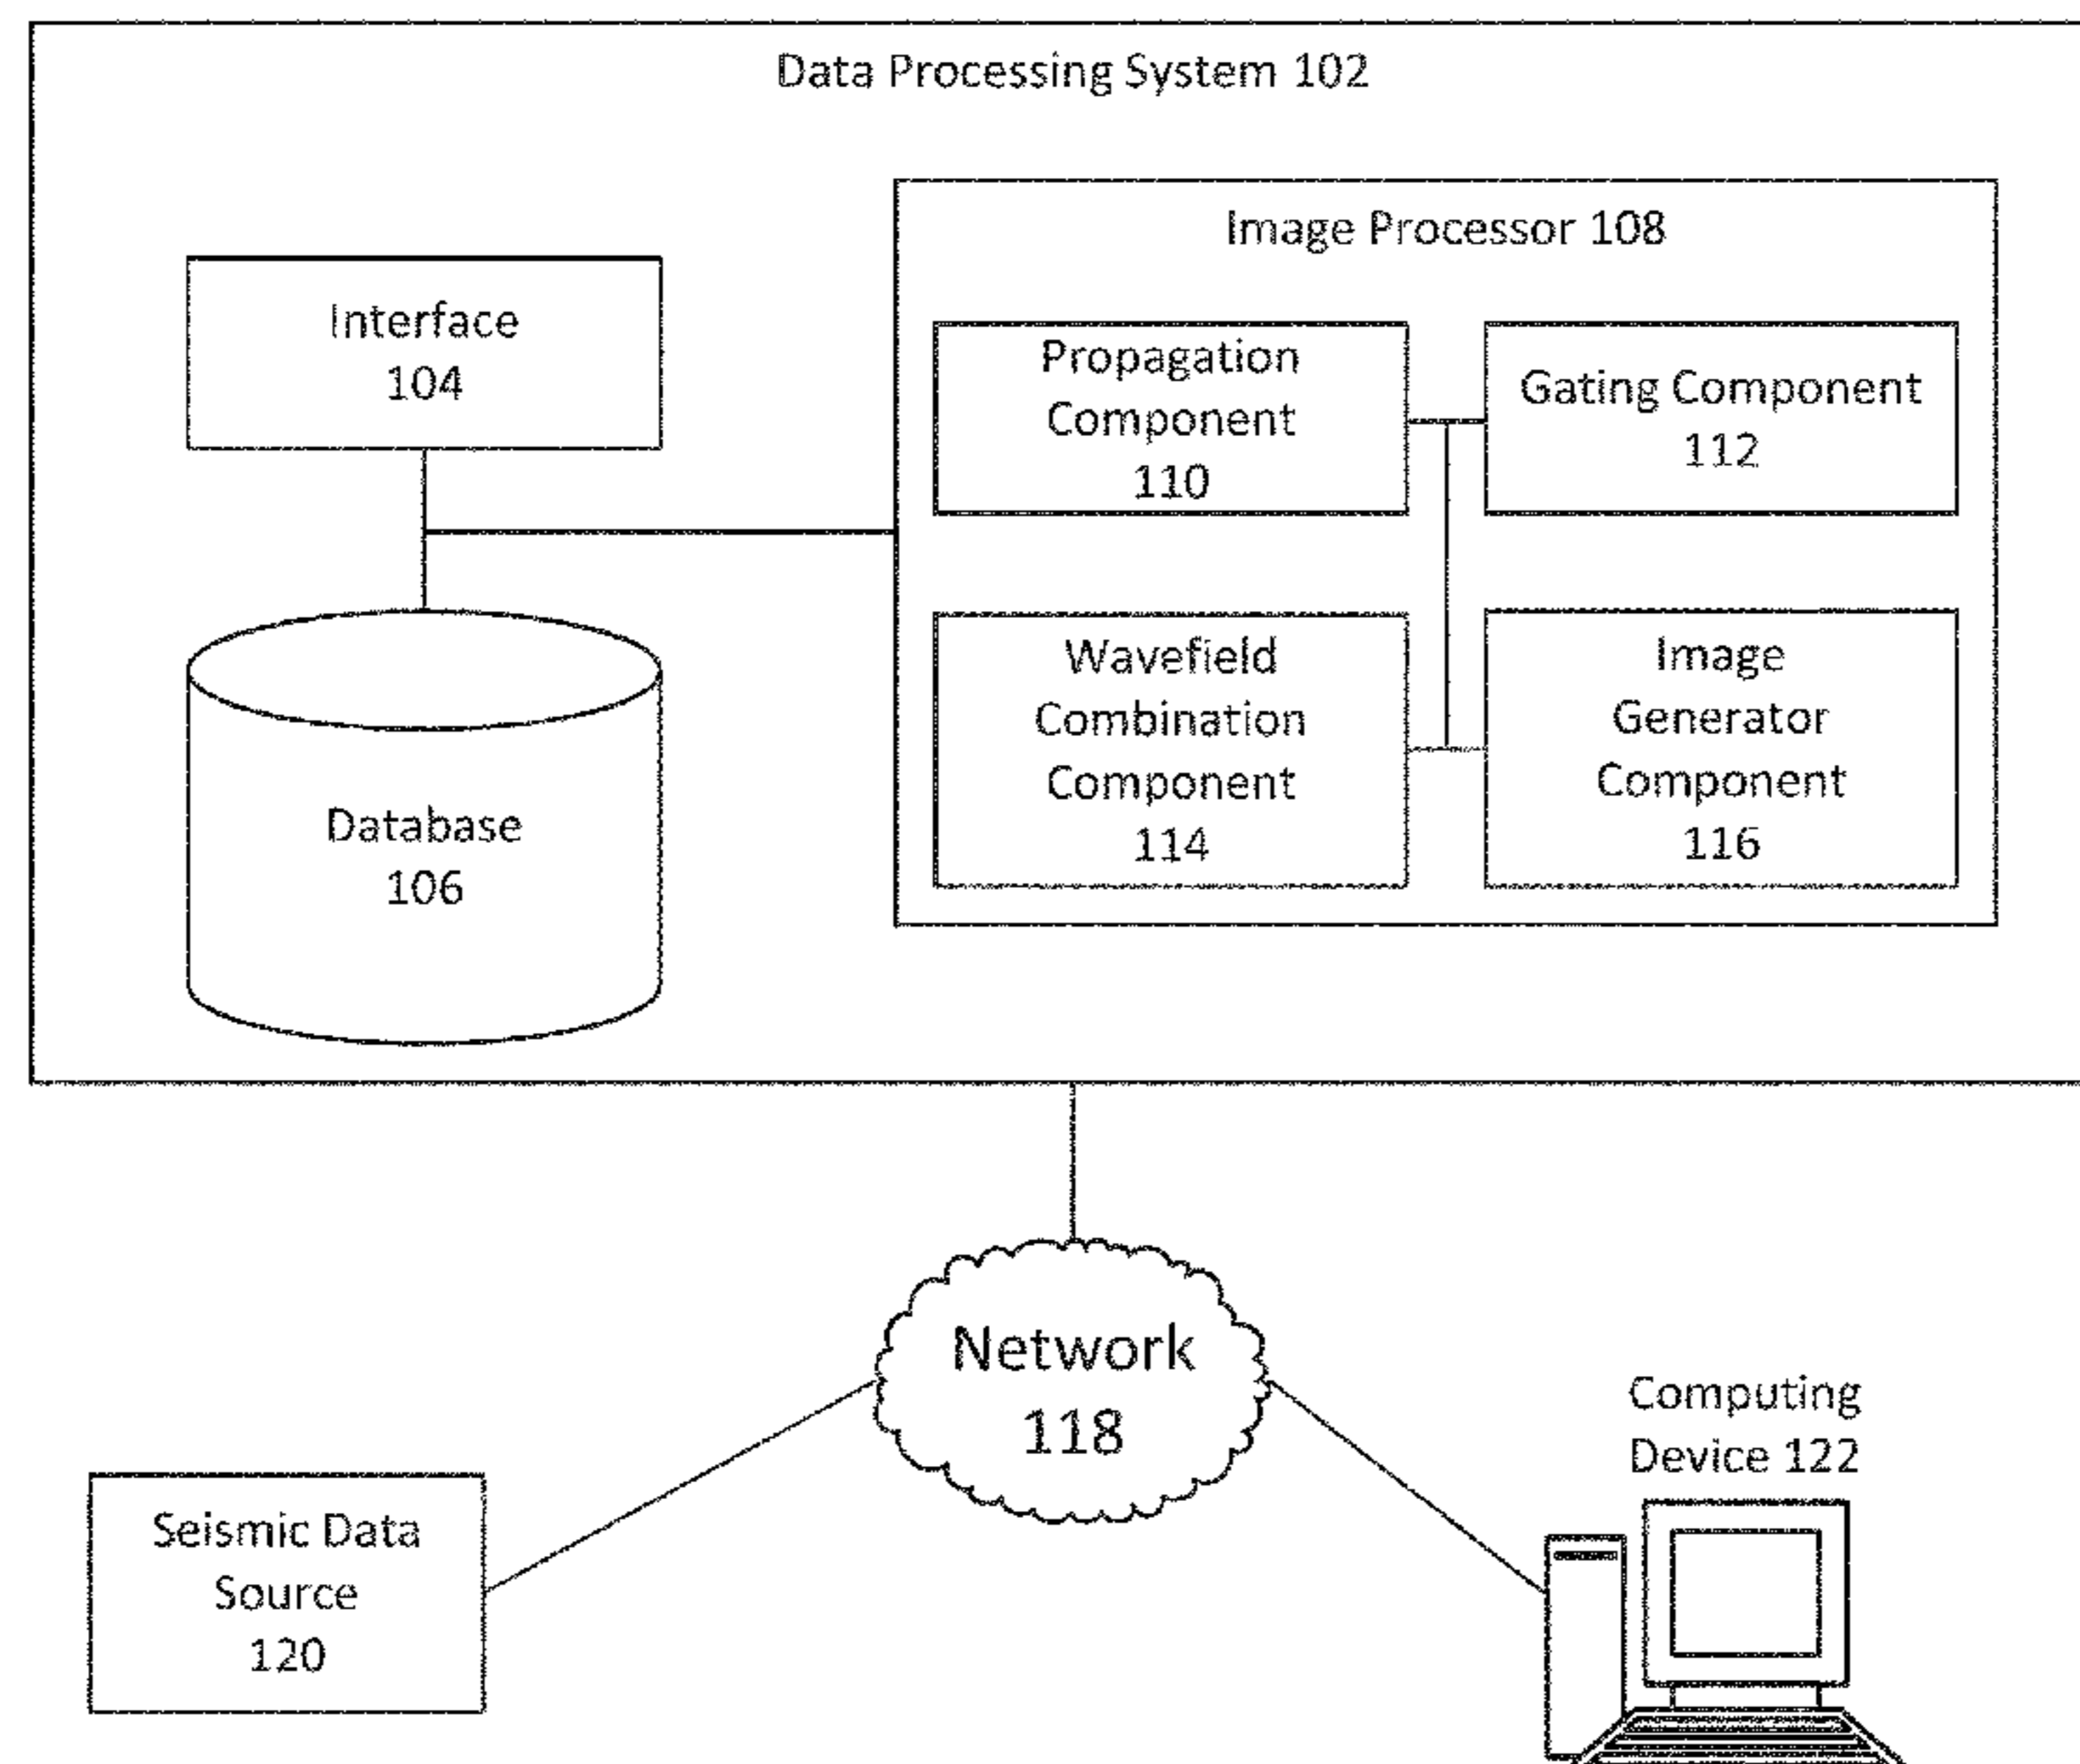 Data Processing System 102
Image Processor 108
Interface
104
Propagation
Component
110
Gating Component
112
Wavefield
Combination
Component
114
Image
Generator
Component
116
Database
106
Network
118
Computing
Device 122
Seismic Data
Source
120